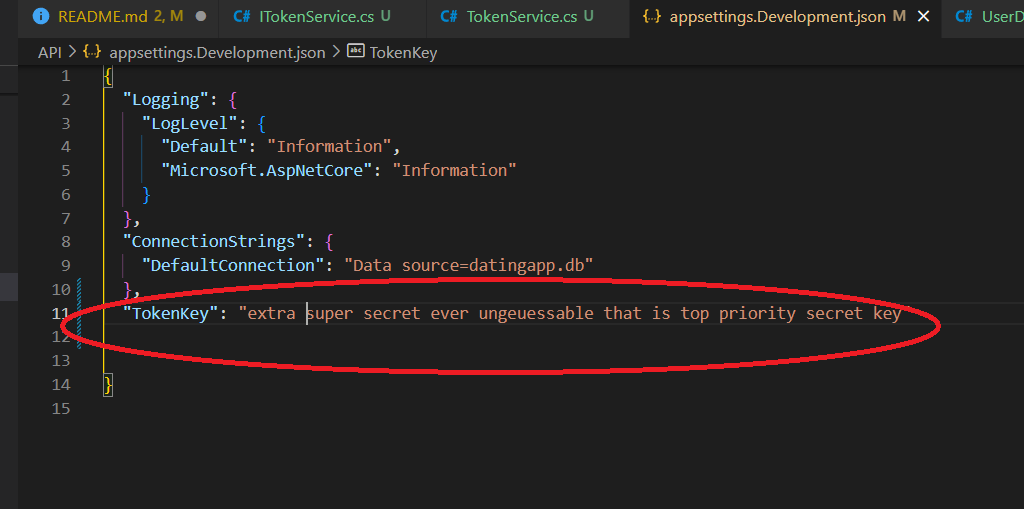 README.md 2, M C# ITokenService.cs U C# TokenService.cs U {··} appsettings.Development.json M C# UserD
API > {··} appsettings.Development.json > abc TokenKey
1 {
2 "Logging": {
3 "LogLevel": {
4 "Default": "Information",
5 "Microsoft.AspNetCore": "Information"
6 }
7 },
8 "ConnectionStrings": {
9 "DefaultConnection": "Data source=datingapp.db"
10 },
11 "TokenKey": "extra super secret ever ungeuessable that is top priority secret key
12
13
14 }
15